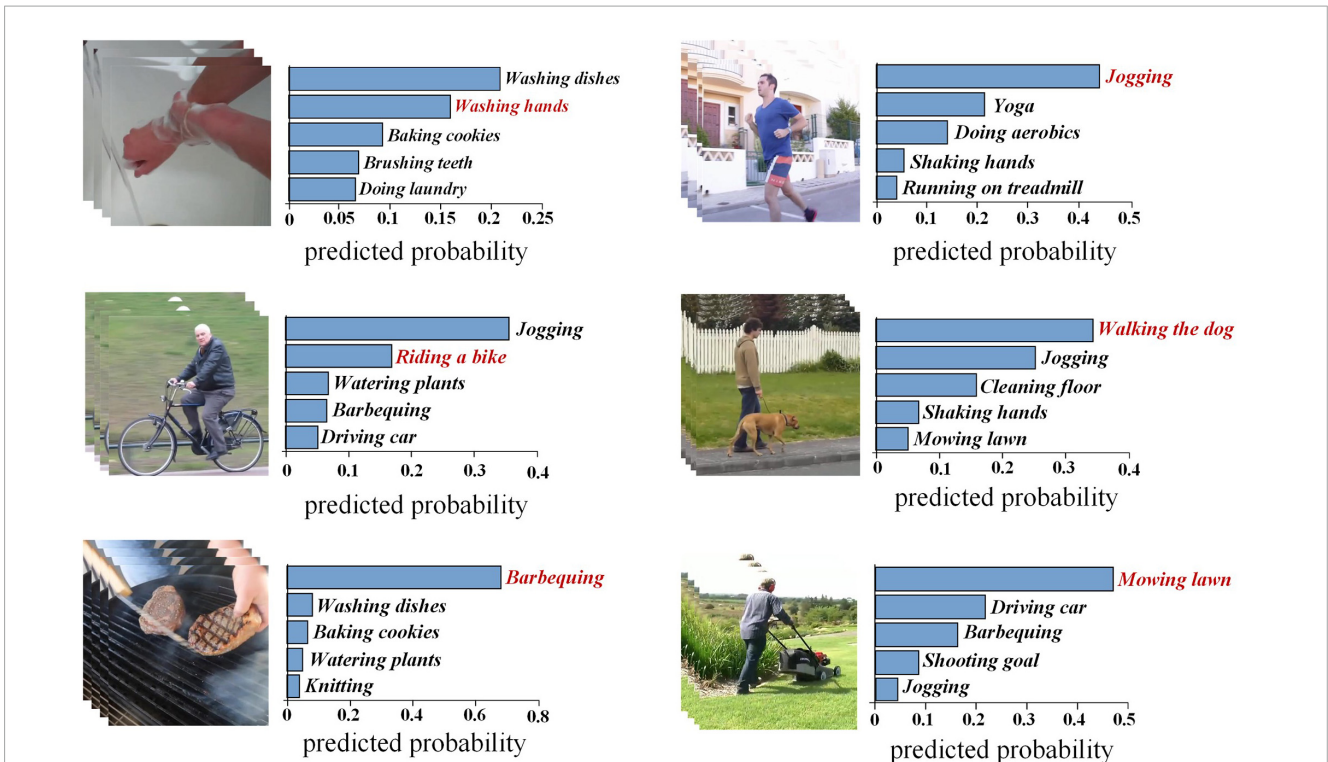 Washing dishes
Washing hands
Baking cookies
Brushing teeth
Doing laundry
0 0.05 0.1 0.15 0.2 0.25
predicted probability
Jogging
Yoga
Doing aerobics
Shaking hands
Running on treadmill
0 0.1 0.2 0.3 0.4 0.5
predicted probability
Jogging
Riding a bike
Watering plants
Barbequing
Driving car
0 0.1 0.2 0.3 0.4
predicted probability
Walking the dog
Jogging
Cleaning floor
Shaking hands
Mowing lawn
0 0.1 0.2 0.3 0.4
predicted probability
Barbequing
Washing dishes
Baking cookies
Watering plants
Knitting
0 0.2 0.4 0.6 0.8
predicted probability
Mowing lawn
Driving car
Barbequing
Shooting goal
Jogging
0 0.1 0.2 0.3 0.4 0.5
predicted probability